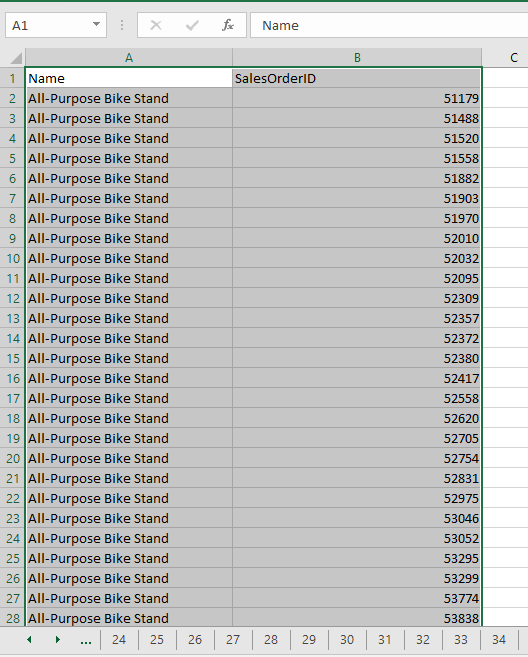 A1 fx Name
A B C
1 Name SalesOrderID
2 All-Purpose Bike Stand 51179
3 All-Purpose Bike Stand 51488
4 All-Purpose Bike Stand 51520
5 All-Purpose Bike Stand 51558
6 All-Purpose Bike Stand 51882
7 All-Purpose Bike Stand 51903
8 All-Purpose Bike Stand 51970
9 All-Purpose Bike Stand 52010
10 All-Purpose Bike Stand 52032
11 All-Purpose Bike Stand 52095
12 All-Purpose Bike Stand 52309
13 All-Purpose Bike Stand 52357
14 All-Purpose Bike Stand 52372
15 All-Purpose Bike Stand 52380
16 All-Purpose Bike Stand 52417
17 All-Purpose Bike Stand 52558
18 All-Purpose Bike Stand 52620
19 All-Purpose Bike Stand 52705
20 All-Purpose Bike Stand 52754
21 All-Purpose Bike Stand 52831
22 All-Purpose Bike Stand 52975
23 All-Purpose Bike Stand 53046
24 All-Purpose Bike Stand 53052
25 All-Purpose Bike Stand 53295
26 All-Purpose Bike Stand 53299
27 All-Purpose Bike Stand 53774
28 All-Purpose Bike Stand 53838
... 24 25 26 27 28 29 30 31 32 33 34